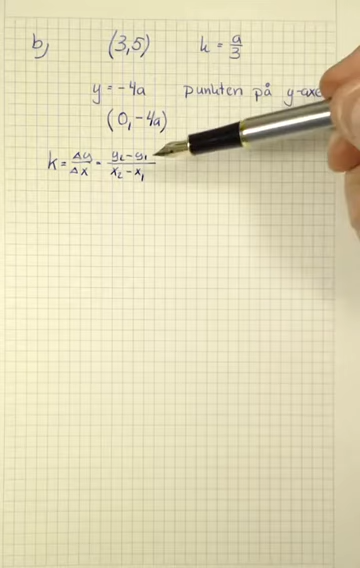 b) (3,5) k = a/3
y = -4a punkten på y-axe
(0,-4a)
k = Δy/Δx = y₂-y₁/x₂-x₁